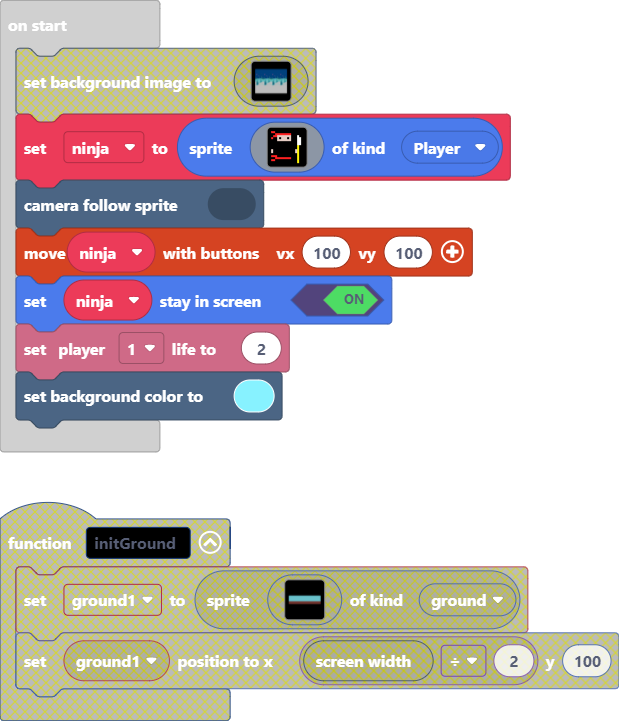 on start
set background image to
set ninja to sprite of kind Player
camera follow sprite
move ninja with buttons vx 100 vy 100
set ninja stay in screen ON
set player 1 life to 2
set background color to
function initGround
set ground1 to sprite of kind ground
set ground1 position to x screen width ÷ 2 y 100